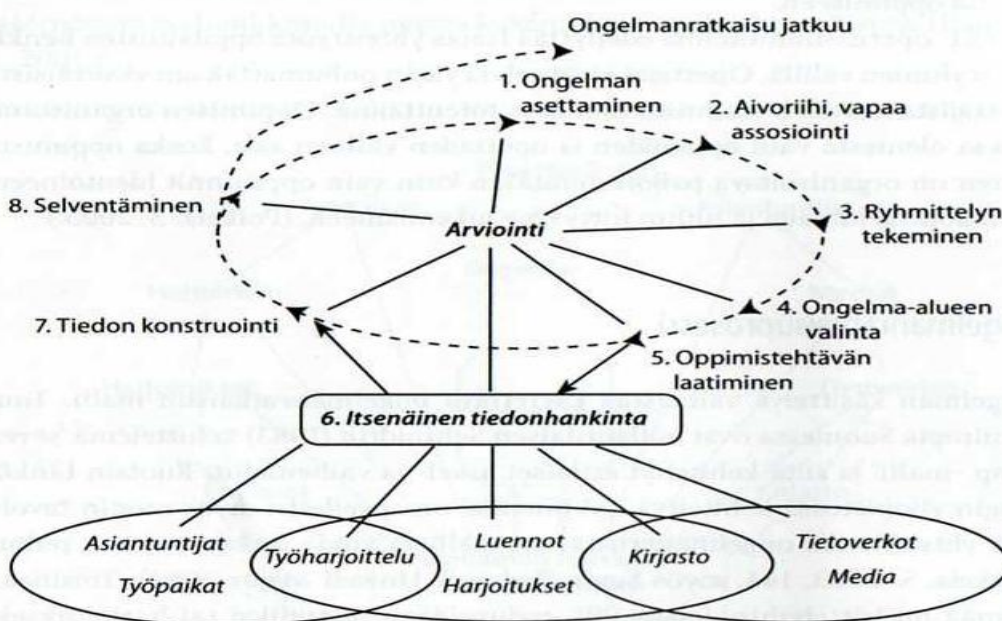 Ongelmanratkaisu jatkuu
1. Ongelman
asettaminen
2. Aivoriihi, vapaa
assosiointi
3. Ryhmittelyn
tekeminen
4. Ongelma-alueen
valinta
5. Oppimistehtävän
laatiminen
6. Itsenäinen tiedonhankinta
7. Tiedon konstruointi
8. Selventäminen
Arviointi
Asiantuntijat
Työpaikat
Työharjoittelu
Luennot
Harjoitukset
Kirjasto
Tietoverkot
Media